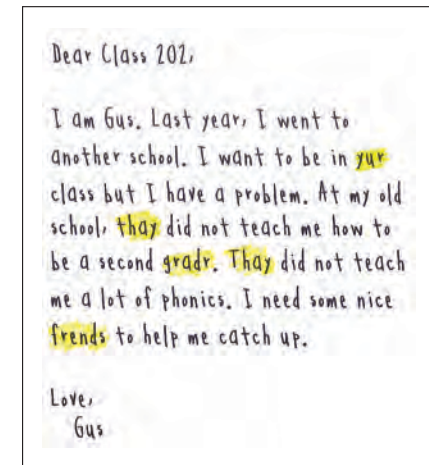 Dear Class 202,
I am Gus. Last year, I went to
another school. I want to be in yur
class but I have a problem. At my old
school, thay did not teach me how to
be a second gradr. Thay did not teach
me a lot of phonics. I need some nice
frends to help me catch up.
Love,
Gus